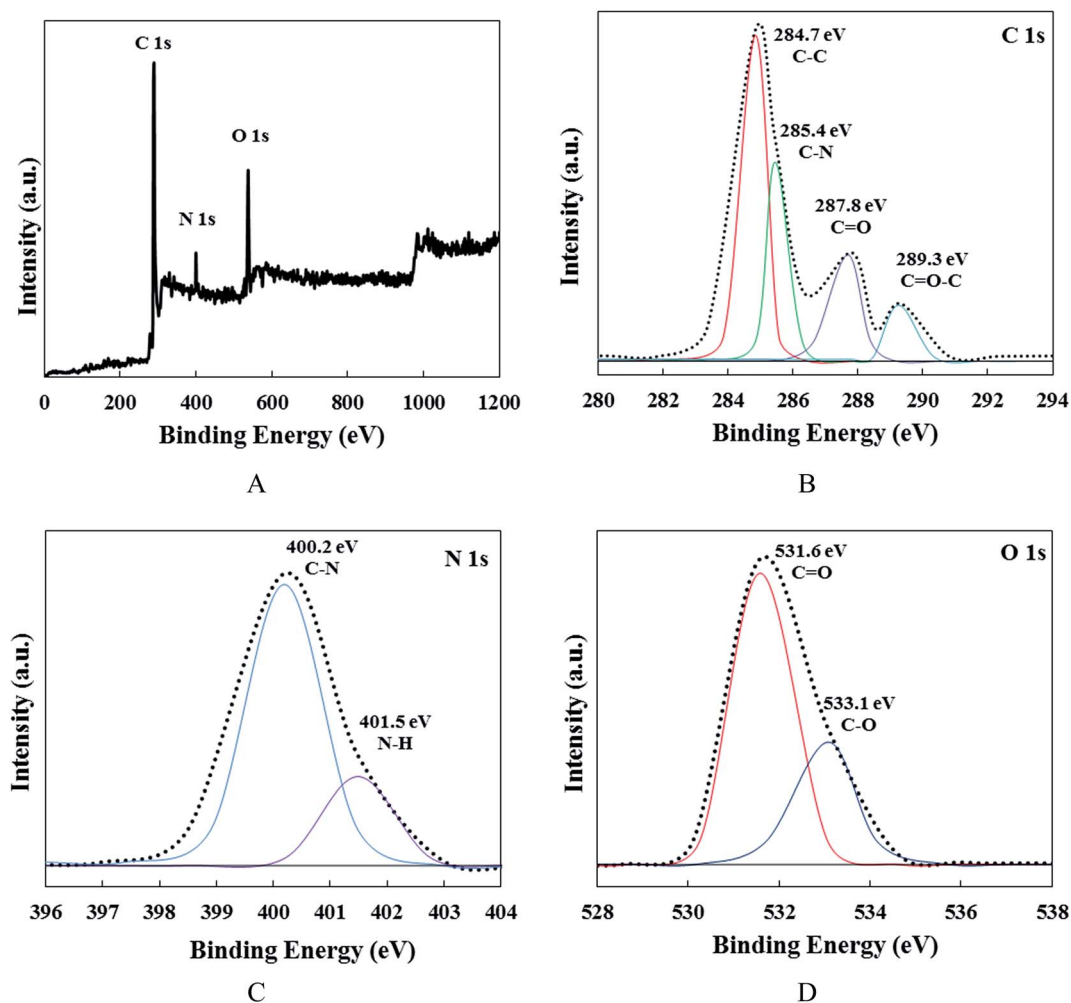 C 1s
O 1s
N 1s
Intensity (a.u.)
0 200 400 600 800 1000 1200
Binding Energy (eV)
A
C 1s
284.7 eV
C-C
285.4 eV
C-N
287.8 eV
C=O
289.3 eV
C=O-C
Intensity (a.u.)
280 282 284 286 288 290 292 294
Binding Energy (eV)
B
N 1s
400.2 eV
C-N
401.5 eV
N-H
Intensity (a.u.)
396 397 398 399 400 401 402 403 404
Binding Energy (eV)
C
O 1s
531.6 eV
C=O
533.1 eV
C-O
Intensity (a.u.)
528 530 532 534 536 538
Binding Energy (eV)
D